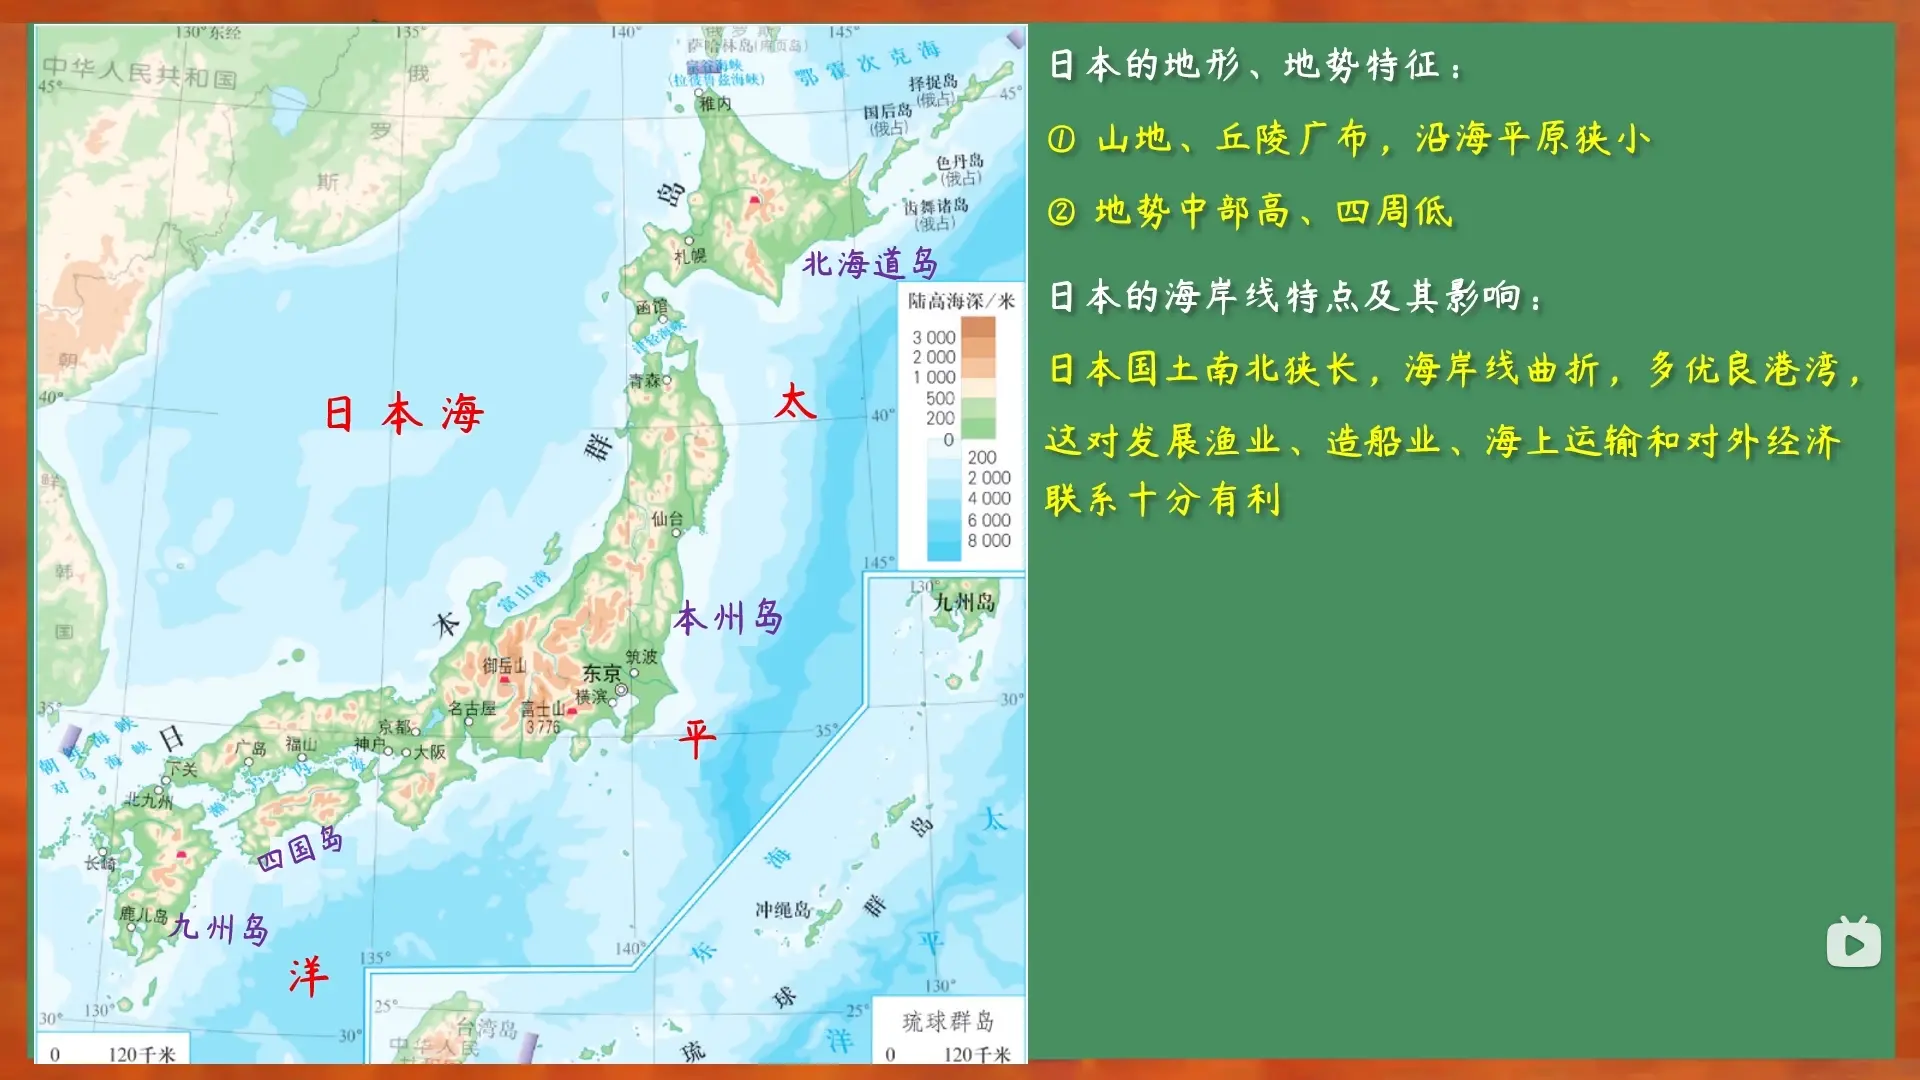 日本的地形、地势特征：
① 山地、丘陵广布，沿海平原狭小
② 地势中部高、四周低
日本的海岸线特点及其影响：
日本国土南北狭长，海岸线曲折，多优良港湾，
这对发展渔业、造船业、海上运输和对外经济
联系十分有利
130°东经
135°
140°
145°
中华人民共和国
俄
罗
斯
俄罗斯
萨哈林岛(库页岛)
宗谷海峡
(拉彼鲁兹海峡)
鄂霍次克海
择捉岛
(俄占)
国后岛
(俄占)
色丹岛
(俄占)
齿舞诸岛
(俄占)
45°
45°
稚内
札幌
函馆
津轻海峡
青森
北海道岛
陆高海深/米
3 000
2 000
1 000
500
200
0
200
2 000
4 000
6 000
8 000
朝
鲜
韩
国
40°
40°
日本海
日
本
群
岛
太
平
洋
仙台
富山湾
本州岛
御岳山
筑波
东京
横滨
富士山
3 776
名古屋
京都
神户
大阪
福山
广岛
下关
北九州
长崎
鹿儿岛
瀬户内海
朝鲜海峡
对马海峡
四国岛
九州岛
35°
35°
30°
30°
130°
135°
140°
145°
0 120千米
130°
九州岛
30°
太
平
洋
东
海
冲绳岛
琉
球
群
岛
25°
25°
130°
台湾岛
中华人民
琉球群岛
0 120千米